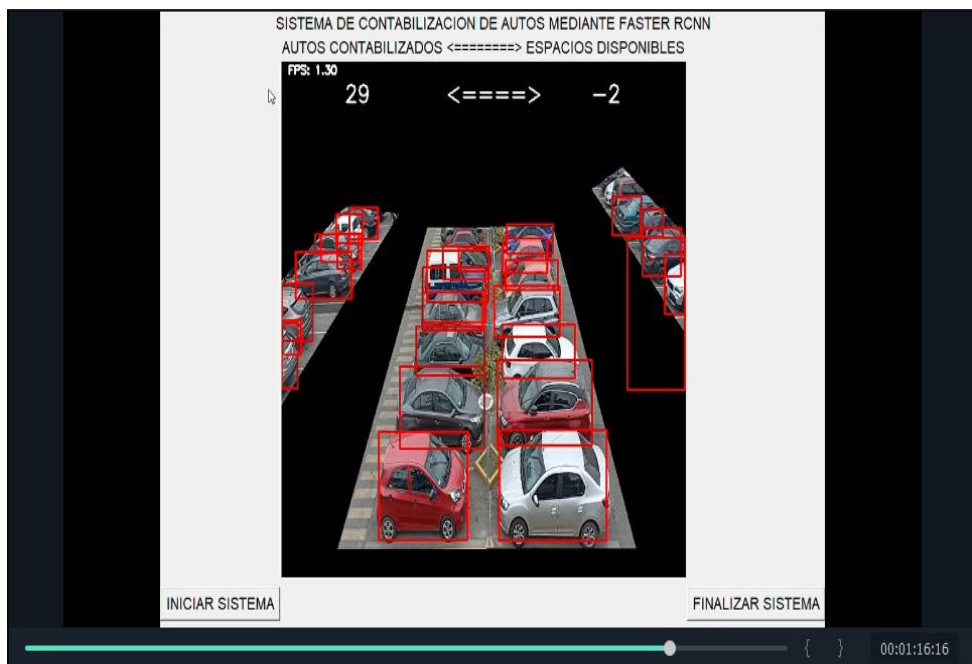 SISTEMA DE CONTABILIZACION DE AUTOS MEDIANTE FASTER RCNN
AUTOS CONTABILIZADOS <========> ESPACIOS DISPONIBLES
FPS: 1.30
29 <====> -2
INICIAR SISTEMA FINALIZAR SISTEMA
{ } 00:01:16:16